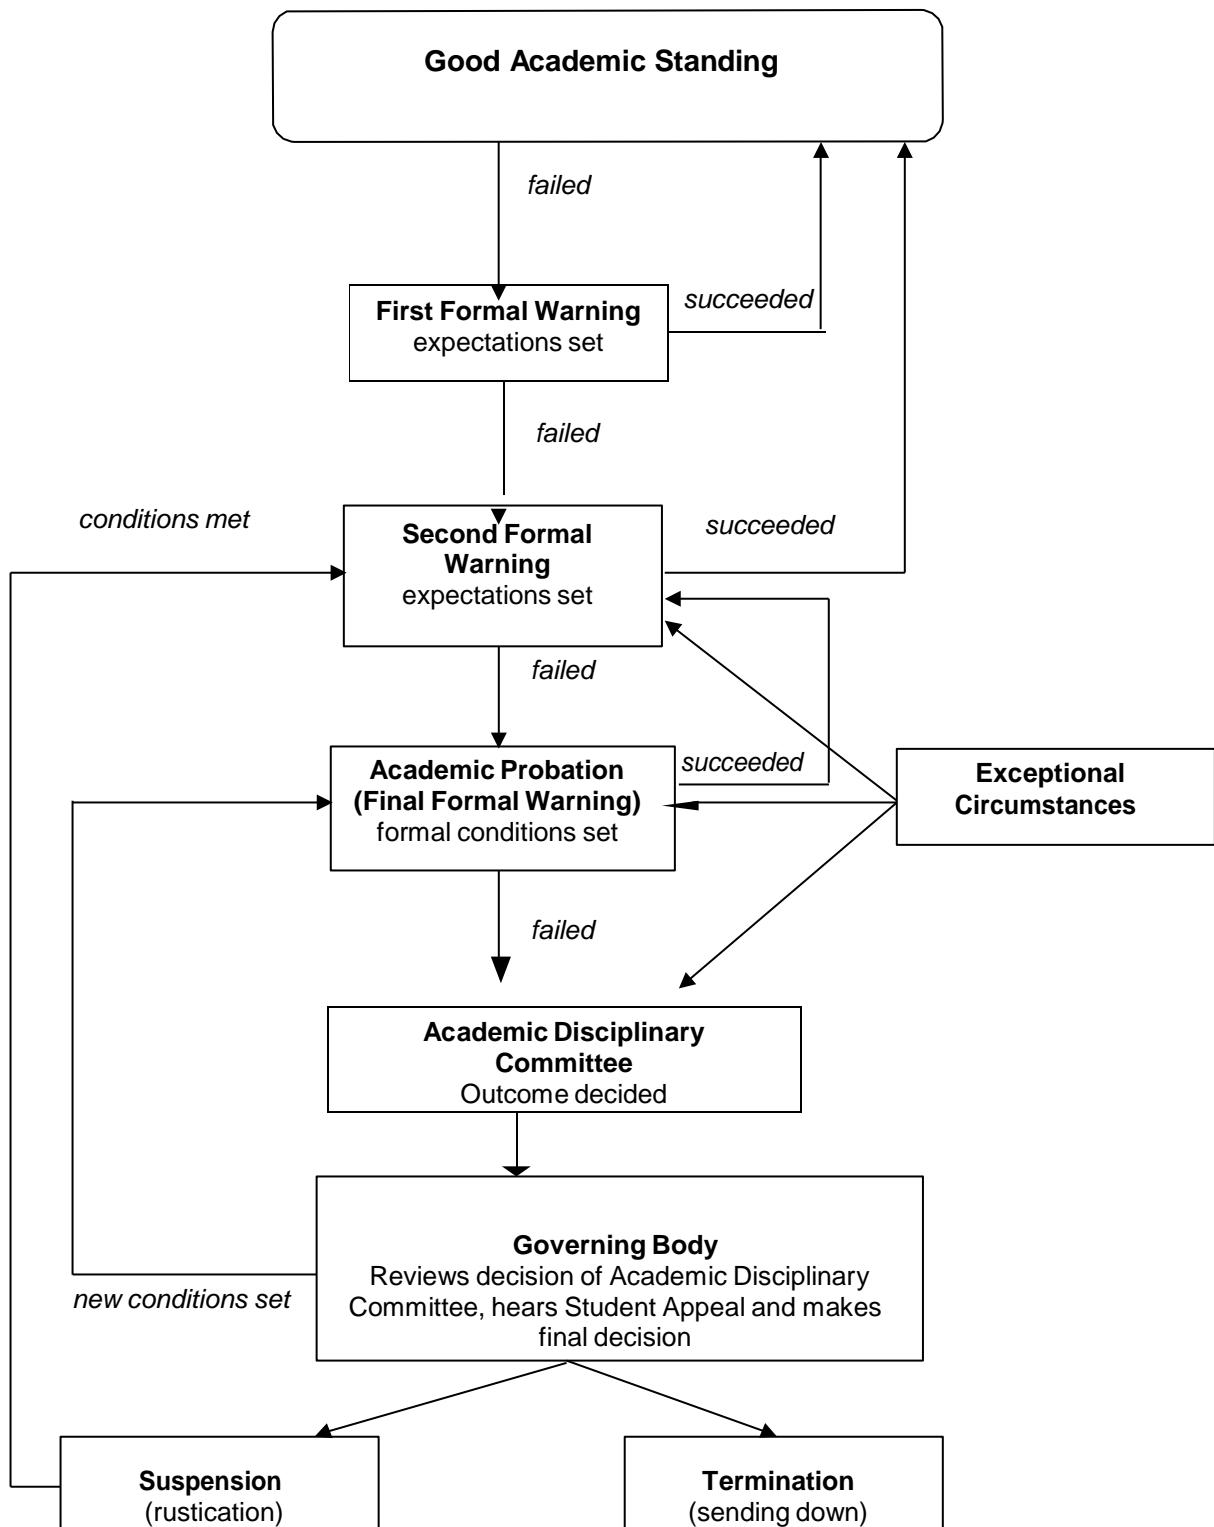 Good Academic Standing
failed
First Formal Warning
expectations set
succeeded
failed
conditions met
Second Formal
Warning
expectations set
succeeded
failed
Academic Probation
(Final Formal Warning)
formal conditions set
succeeded
Exceptional
Circumstances
failed
Academic Disciplinary
Committee
Outcome decided
Governing Body
Reviews decision of Academic Disciplinary
Committee, hears Student Appeal and makes
final decision
new conditions set
Suspension
(rustication)
Termination
(sending down)